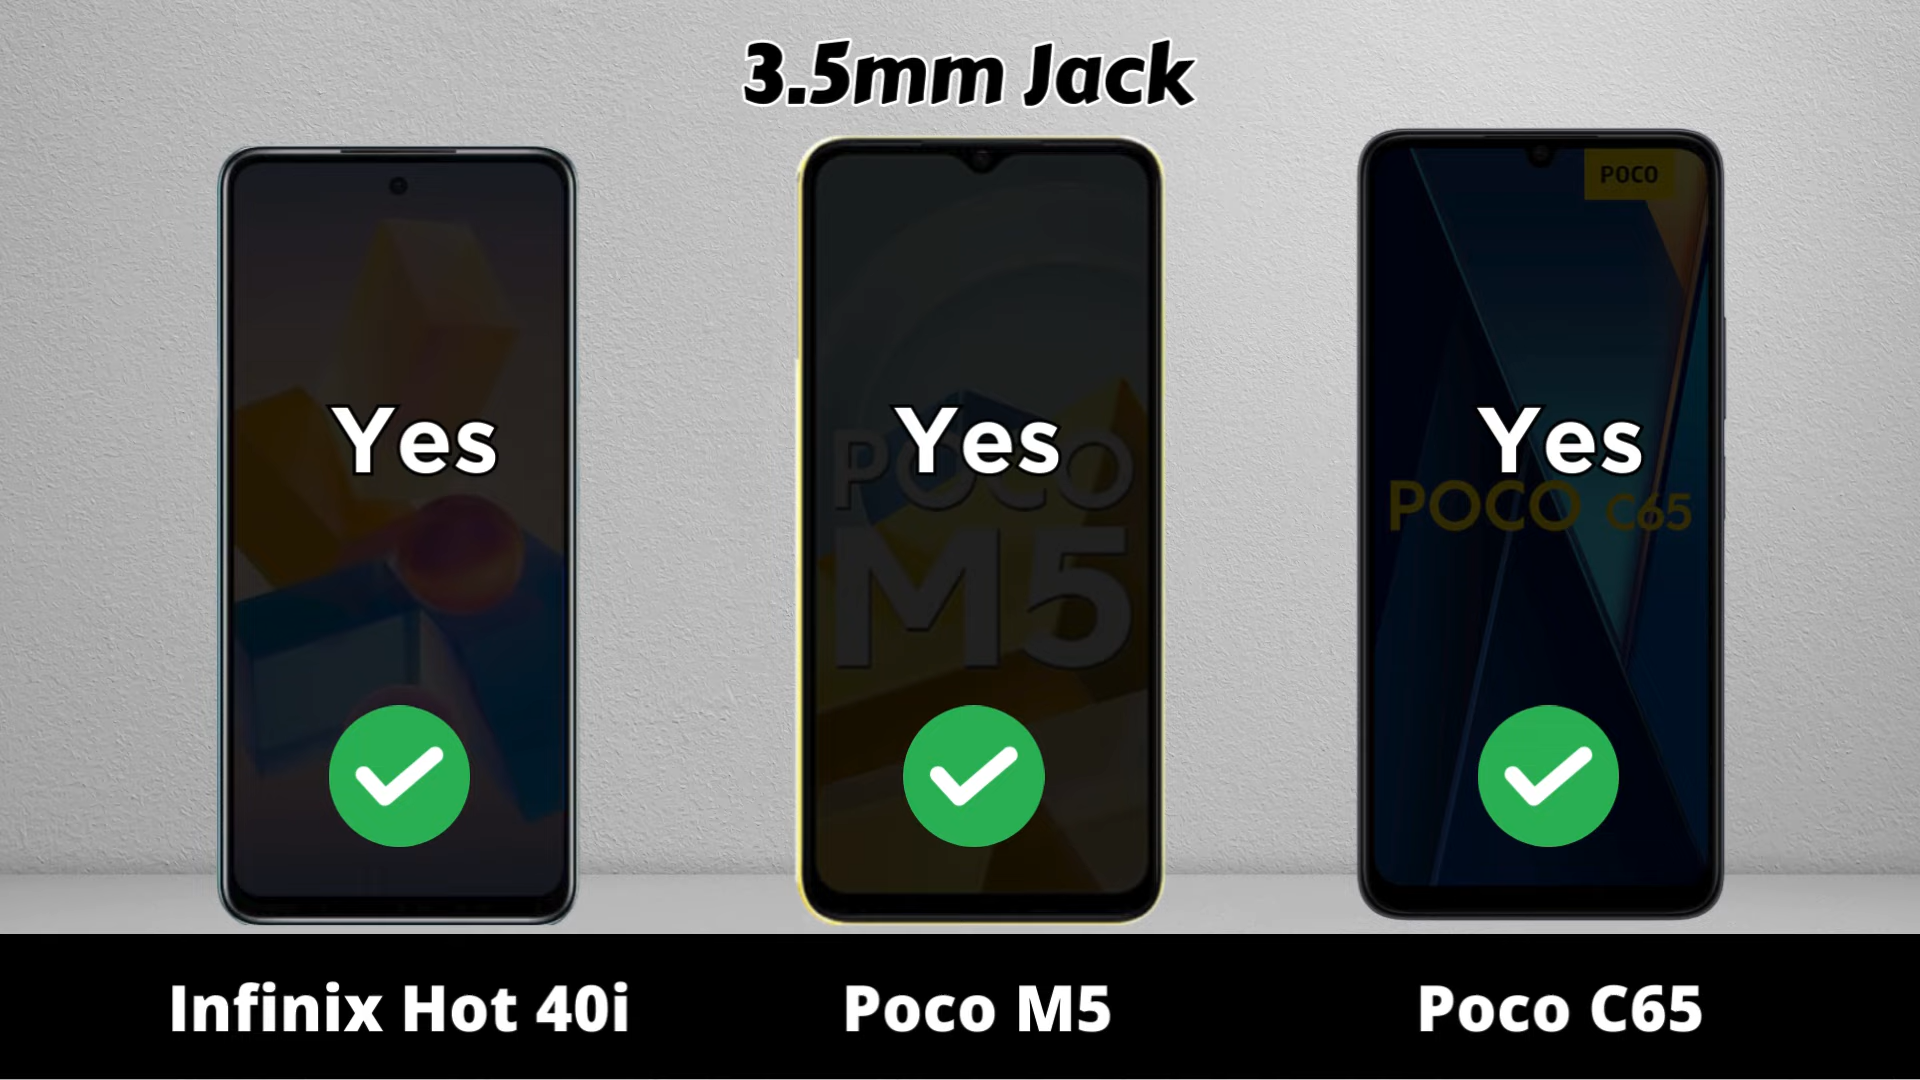 3.5mm Jack
POCO
Yes
Yes
Yes
POCO
M5
POCO C65
Infinix Hot 40i
Poco M5
Poco C65